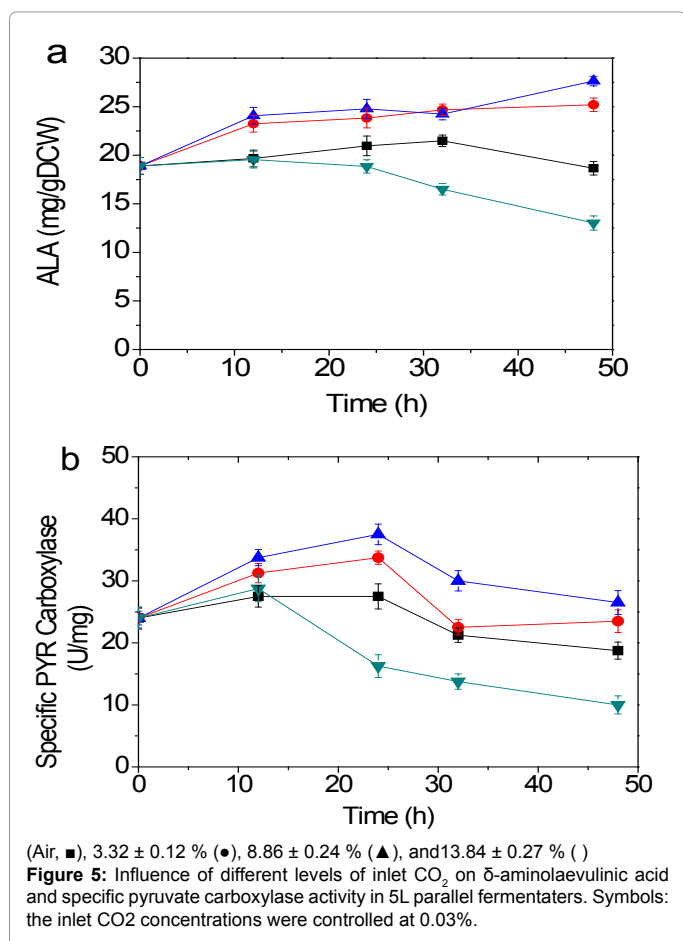 a
30
25
20
15
10
5
0
ALA (mg/gDCW)
0 10 20 30 40 50
Time (h)
b
50
40
30
20
10
0
Specific PYR Carboxylase
(U/mg)
0 10 20 30 40 50
Time (h)
(Air, ■), 3.32 ± 0.12 % (●), 8.86 ± 0.24 % (▲), and13.84 ± 0.27 % ( )
Figure 5: Influence of different levels of inlet CO₂ on δ-aminolaevulinic acid
and specific pyruvate carboxylase activity in 5L parallel fermentaters. Symbols:
the inlet CO2 concentrations were controlled at 0.03%.